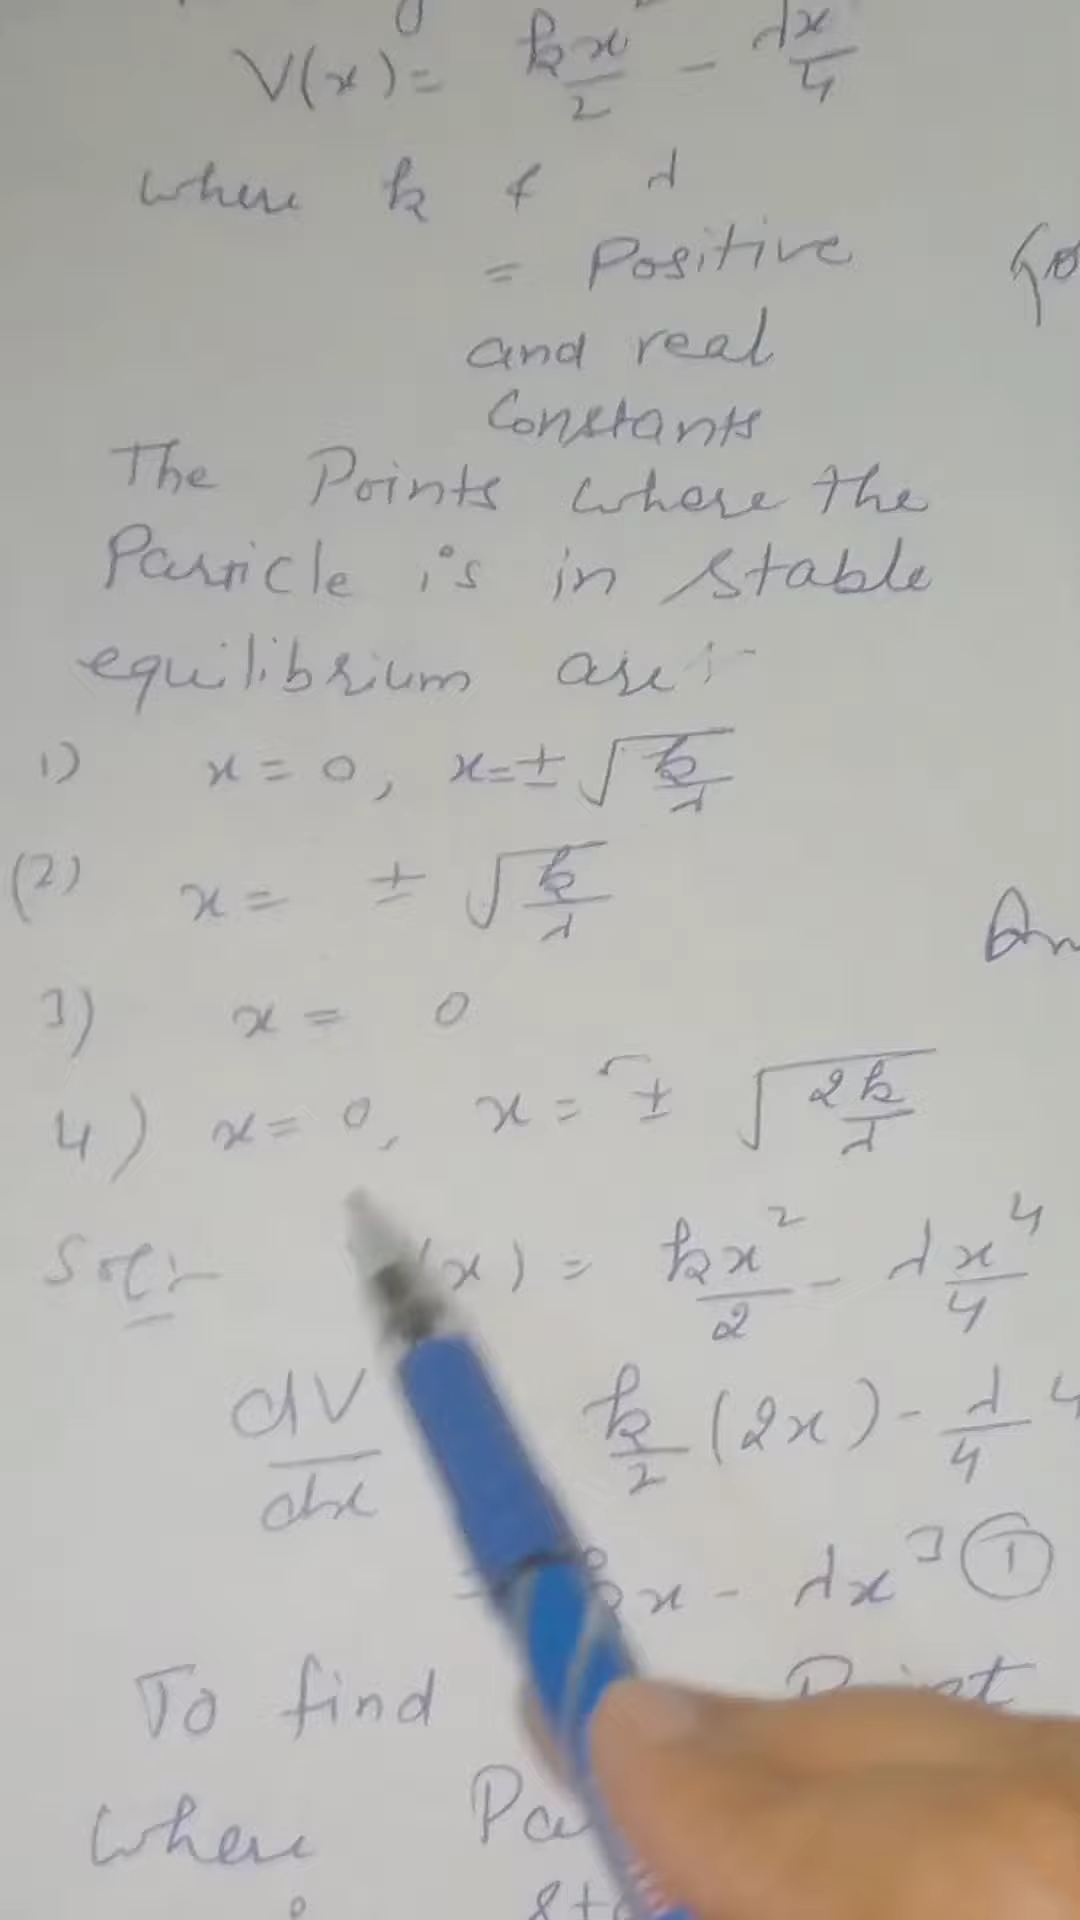 V(x) = kx/2 - λx/4
where k & λ
= Positive
and real
Constants
The Points where the
Particle is in stable
equilibrium are :-
1) x = 0, x = ± √(k/λ)
(2) x = ± √(k/λ)
3) x = 0
4) x = 0, x = ± √(2k/λ)
Sol:- (x) = kx²/2 - λx⁴/4
dV/dx k/2 (2x) - λ/4 4
x - λx³ ①
To find Point
where Pa